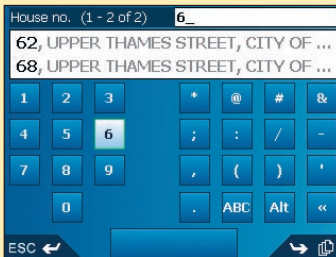 House no. (1 - 2 of 2) 6_
62, UPPER THAMES STREET, CITY OF ...
68, UPPER THAMES STREET, CITY OF ...
1 2 3 * @ # &
4 5 6 ; : / -
7 8 9 , ( ) '
0 . ABC Alt «
ESC